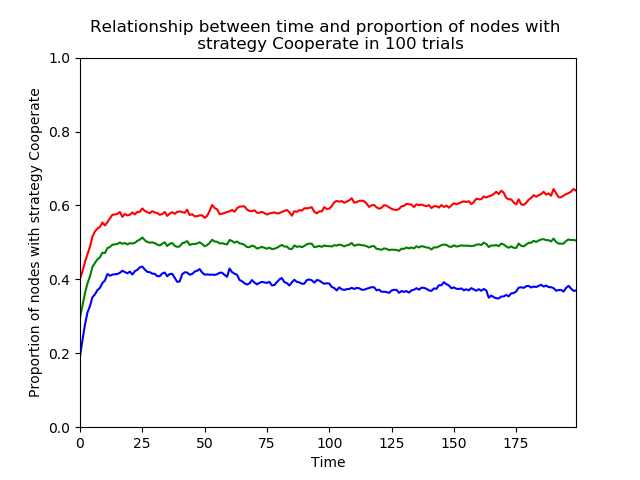 Relationship between time and proportion of nodes with
strategy Cooperate in 100 trials
Proportion of nodes with strategy Cooperate
1.0
0.8
0.6
0.4
0.2
0.0
0 25 50 75 100 125 150 175
Time